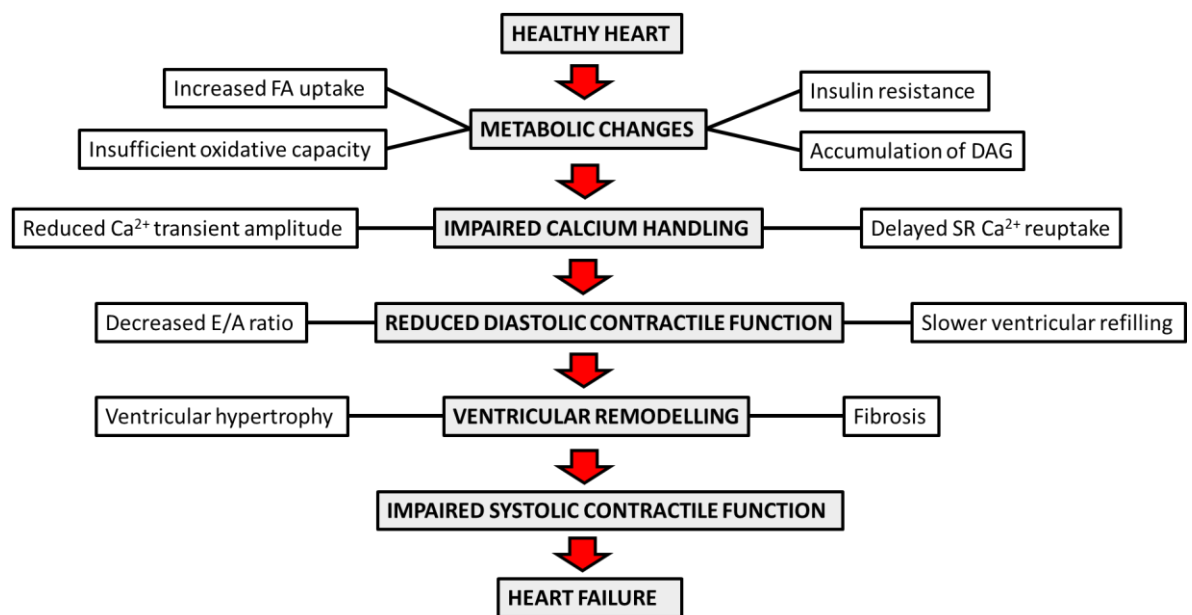 HEALTHY HEART
Increased FA uptake
Insulin resistance
METABOLIC CHANGES
Insufficient oxidative capacity
Accumulation of DAG
Reduced Ca²⁺ transient amplitude
IMPAIRED CALCIUM HANDLING
Delayed SR Ca²⁺ reuptake
Decreased E/A ratio
REDUCED DIASTOLIC CONTRACTILE FUNCTION
Slower ventricular refilling
Ventricular hypertrophy
VENTRICULAR REMODELLING
Fibrosis
IMPAIRED SYSTOLIC CONTRACTILE FUNCTION
HEART FAILURE